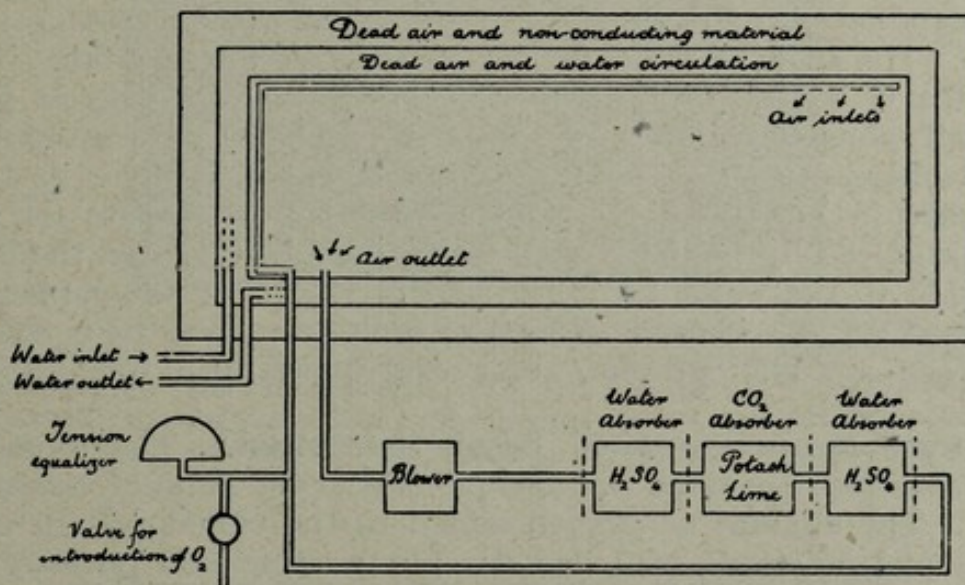 Dead air and non-conducting material
Dead air and water circulation
Air inlets
Air outlet
Water inlet →
Water outlet ←
Tension
equalizer
Valve for
introduction of O₂
Blower
Water
Absorber
H₂SO₄
CO₂
Absorber
Potash
Lime
Water
Absorber
H₂SO₄